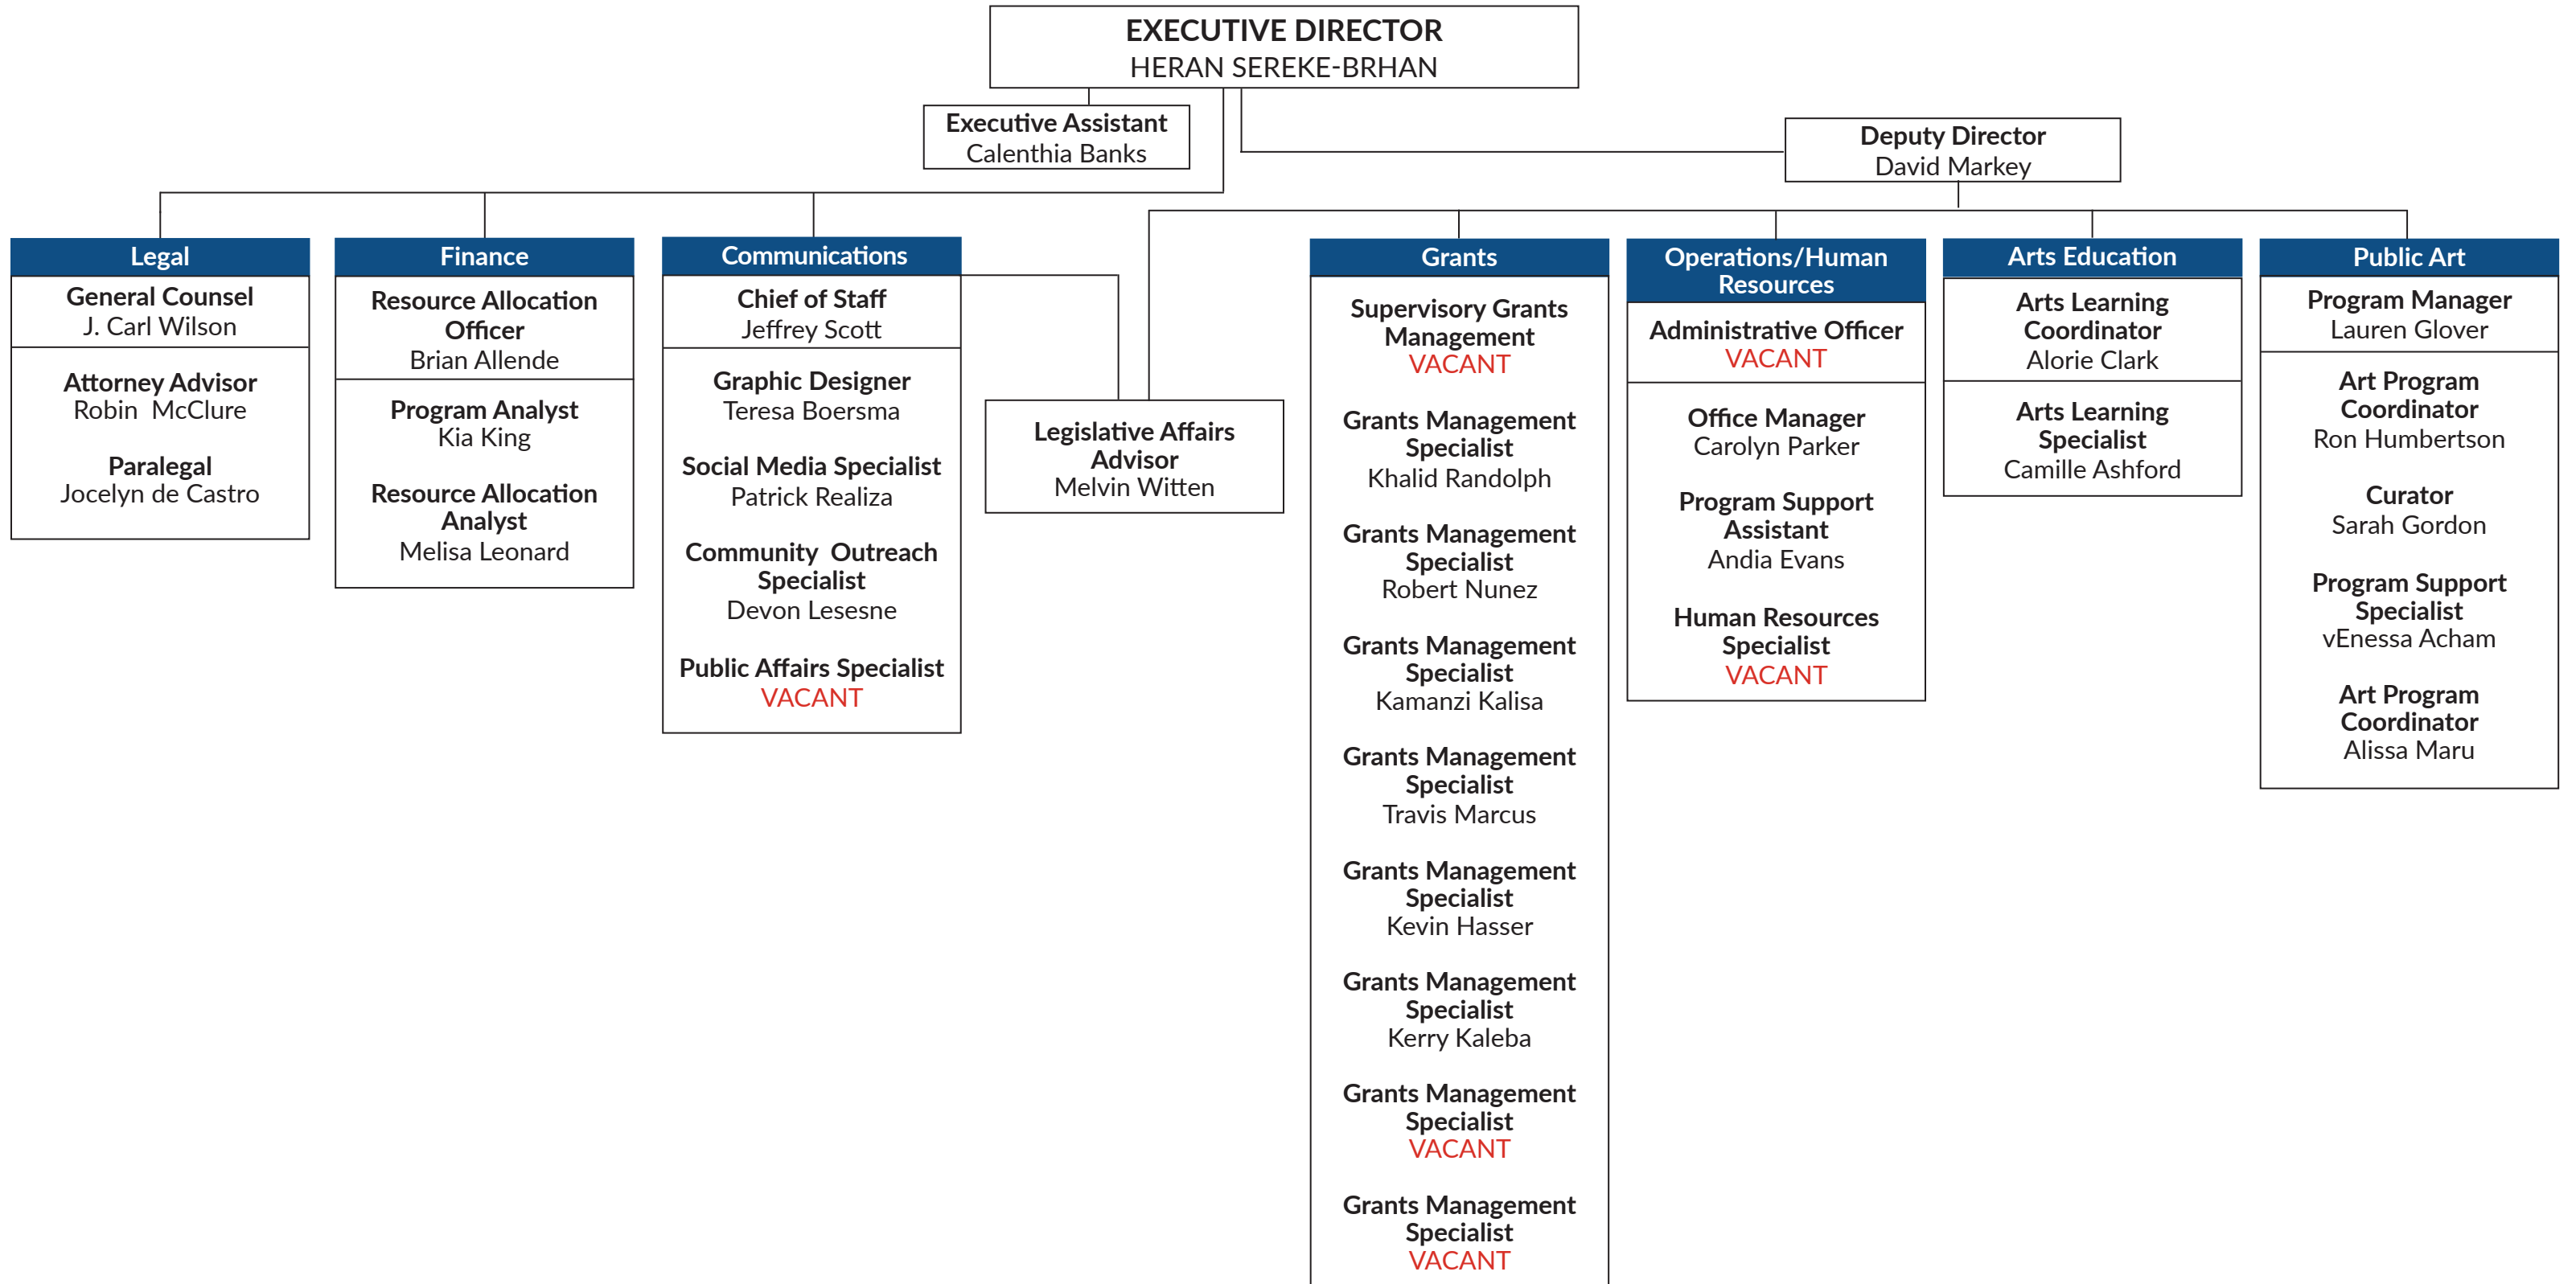 EXECUTIVE DIRECTOR
HERAN SEREKE-BRHAN
Executive Assistant
Calenthia Banks
Deputy Director
David Markey
Legal
General Counsel
J. Carl Wilson
Attorney Advisor
Robin  McClure
Paralegal
Jocelyn de Castro
Finance
Resource Allocation
Officer
Brian Allende
Program Analyst
Kia King
Resource Allocation
Analyst
Melisa Leonard
Communications
Chief of Staff
Jeffrey Scott
Graphic Designer
Teresa Boersma
Social Media Specialist
Patrick Realiza
Community  Outreach
Specialist
Devon Lesesne
Public Affairs Specialist
VACANT
Legislative Affairs
Advisor
Melvin Witten
Grants
Supervisory Grants
Management
VACANT
Grants Management
Specialist
Khalid Randolph
Grants Management
Specialist
Robert Nunez
Grants Management
Specialist
Kamanzi Kalisa
Grants Management
Specialist
Travis Marcus
Grants Management
Specialist
Kevin Hasser
Grants Management
Specialist
Kerry Kaleba
Grants Management
Specialist
VACANT
Grants Management
Specialist
VACANT
Operations/Human
Resources
Administrative Officer
VACANT
Office Manager
Carolyn Parker
Program Support
Assistant
Andia Evans
Human Resources
Specialist
VACANT
Arts Education
Arts Learning
Coordinator
Alorie Clark
Arts Learning
Specialist
Camille Ashford
Public Art
Program Manager
Lauren Glover
Art Program
Coordinator
Ron Humbertson
Curator
Sarah Gordon
Program Support
Specialist
vEnessa Acham
Art Program
Coordinator
Alissa Maru